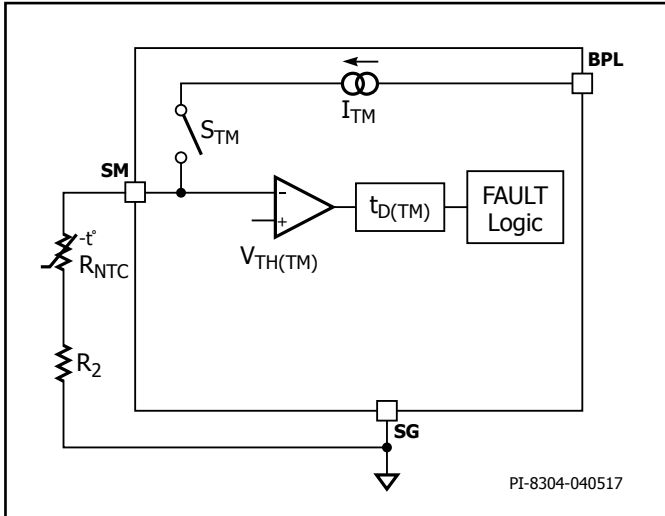 BPL
I_TM
S_TM
SM
-
+
t_D(TM)
FAULT
Logic
V_TH(TM)
-t°
R_NTC
R_2
SG
PI-8304-040517